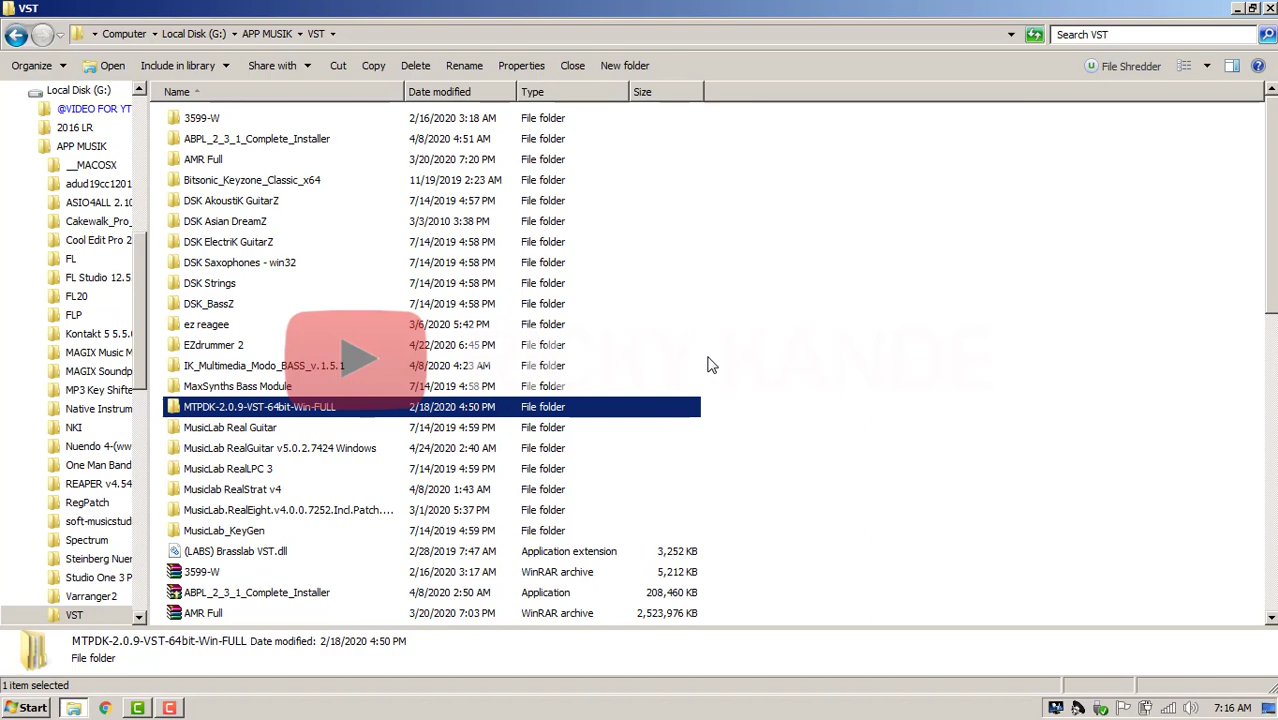 VST
Computer Local Disk (G:) APP MUSIK VST Search VST
Organize Open Include in library Share with Cut Copy Delete Rename Properties Close New folder File Shredder
Local Disk (G:)
@VIDEO FOR YT
2016 LR
APP MUSIK
__MACOSX
adud19cc1201
ASIO4ALL 2.10
Cakewalk_Pro_
Cool Edit Pro 2
FL
FL Studio 12.5
FL20
FLP
Kontakt 5 5.5.0
MAGIX Music M
MAGIX Soundp
MP3 Key Shifte
Native Instrum
NKI
Nuendo 4-(ww
One Man Band
REAPER v4.54
RegPatch
soft-musicstud
Spectrum
Steinberg Nuer
Studio One 3 P
Varranger2
VST
Name Date modified Type Size
3599-W 2/16/2020 3:18 AM File folder
ABPL_2_3_1_Complete_Installer 4/8/2020 4:51 AM File folder
AMR Full 3/20/2020 7:20 PM File folder
Bitsonic_Keyzone_Classic_x64 11/19/2019 2:23 AM File folder
DSK AkoustiK GuitarZ 7/14/2019 4:57 PM File folder
DSK Asian DreamZ 3/3/2010 3:38 PM File folder
DSK ElectriK GuitarZ 7/14/2019 4:58 PM File folder
DSK Saxophones - win32 7/14/2019 4:58 PM File folder
DSK Strings 7/14/2019 4:58 PM File folder
DSK_BassZ 7/14/2019 4:58 PM File folder
ez reagee 3/6/2020 5:42 PM File folder
EZdrummer 2 4/22/2020 6:45 PM File folder
IK_Multimedia_Modo_BASS_v.1.5.1 4/8/2020 4:23 AM File folder
MaxSynths Bass Module 7/14/2019 4:58 PM File folder
MTPDK-2.0.9-VST-64bit-Win-FULL 2/18/2020 4:50 PM File folder
MusicLab Real Guitar 7/14/2019 4:59 PM File folder
MusicLab RealGuitar v5.0.2.7424 Windows 4/24/2020 2:40 AM File folder
MusicLab RealLPC 3 7/14/2019 4:59 PM File folder
Musiclab RealStrat v4 4/8/2020 1:43 AM File folder
MusicLab.RealEight.v4.0.0.7252.Incl.Patch.... 3/1/2020 5:37 PM File folder
MusicLab_KeyGen 7/14/2019 4:59 PM File folder
(LABS) Brasslab VST.dll 2/28/2019 7:47 AM Application extension 3,252 KB
3599-W 2/16/2020 3:17 AM WinRAR archive 5,212 KB
ABPL_2_3_1_Complete_Installer 4/8/2020 2:50 AM Application 208,460 KB
AMR Full 3/20/2020 7:03 PM WinRAR archive 2,523,976 KB
MTPDK-2.0.9-VST-64bit-Win-FULL Date modified: 2/18/2020 4:50 PM
File folder
1 item selected
Start 7:16 AM